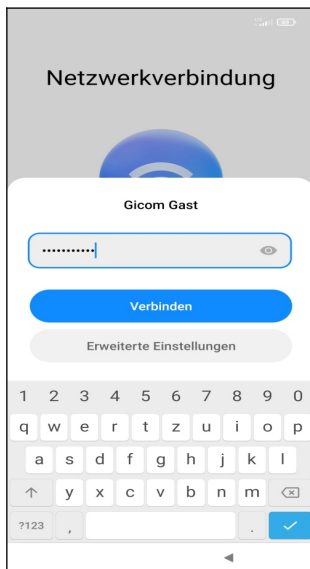 Netzwerkverbindung
Gicom Gast
•••••••••••
Verbinden
Erweiterte Einstellungen
1 2 3 4 5 6 7 8 9 0
q w e r t z u i o p
a s d f g h j k l
y x c v b n m
?123 , .